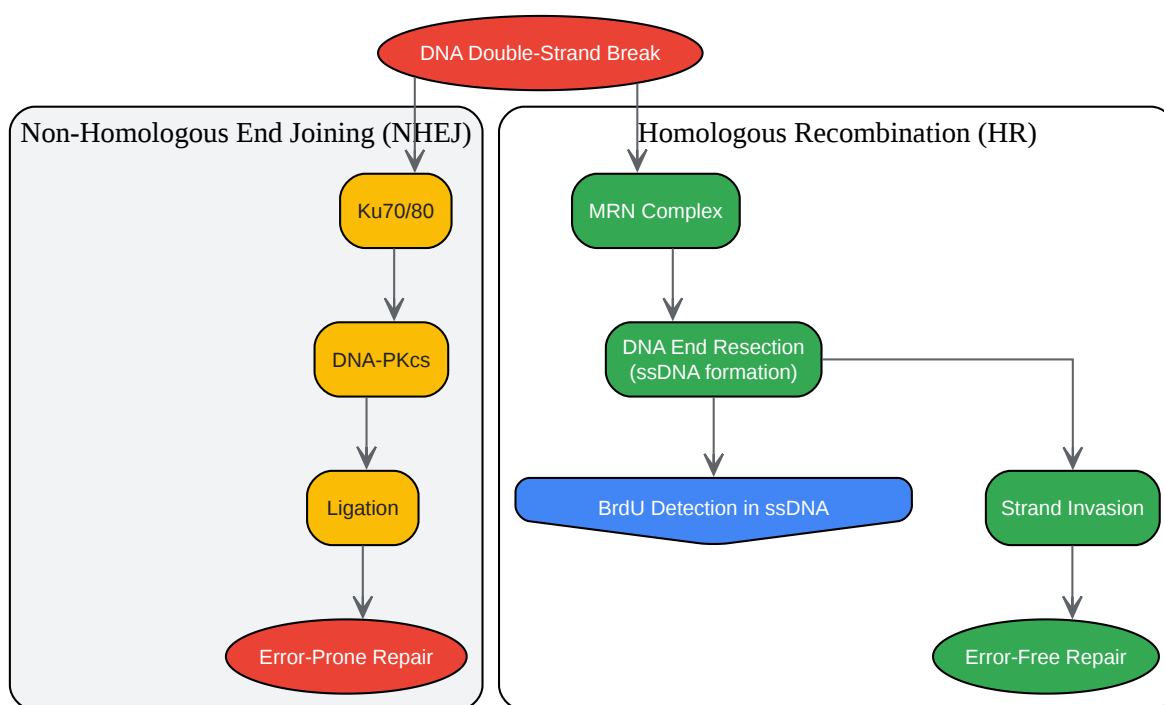 DNA Double-Strand Break
Non-Homologous End Joining (NHEJ)
Ku70/80
DNA-PKcs
Ligation
Error-Prone Repair
Homologous Recombination (HR)
MRN Complex
DNA End Resection
(ssDNA formation)
BrdU Detection in ssDNA
Strand Invasion
Error-Free Repair